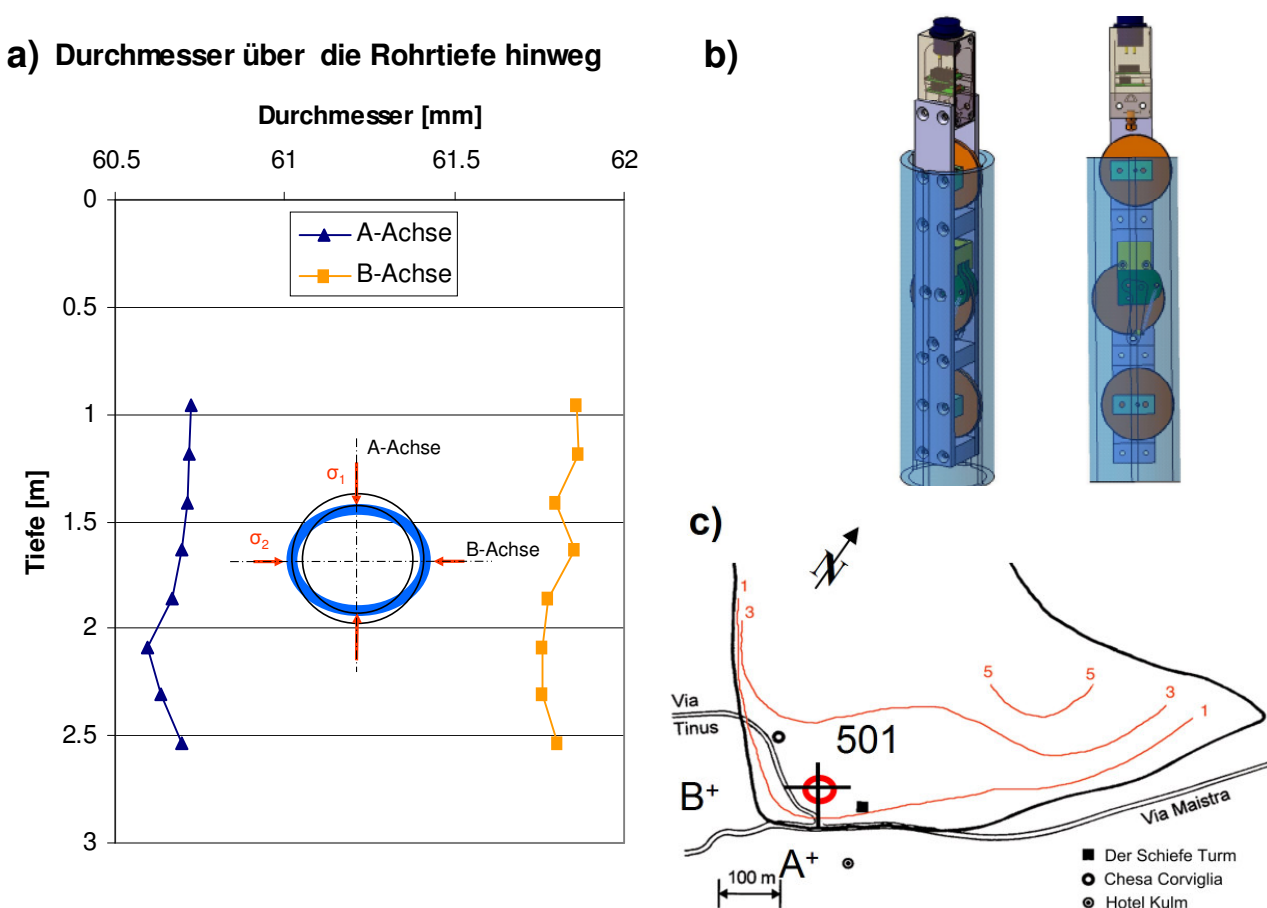 a) Durchmesser über die Rohrtiefe hinweg
Durchmesser [mm]
60.5 61 61.5 62
0
0.5
1
1.5
2
2.5
3
Tiefe [m]
A-Achse
B-Achse
A-Achse
σ1
σ2
B-Achse
b)
c)
N
1
3
5 5
3
1
Via
Tinus
501
B+
A+
Via Maistra
100 m
Der Schiefe Turm
Chesa Corviglia
Hotel Kulm